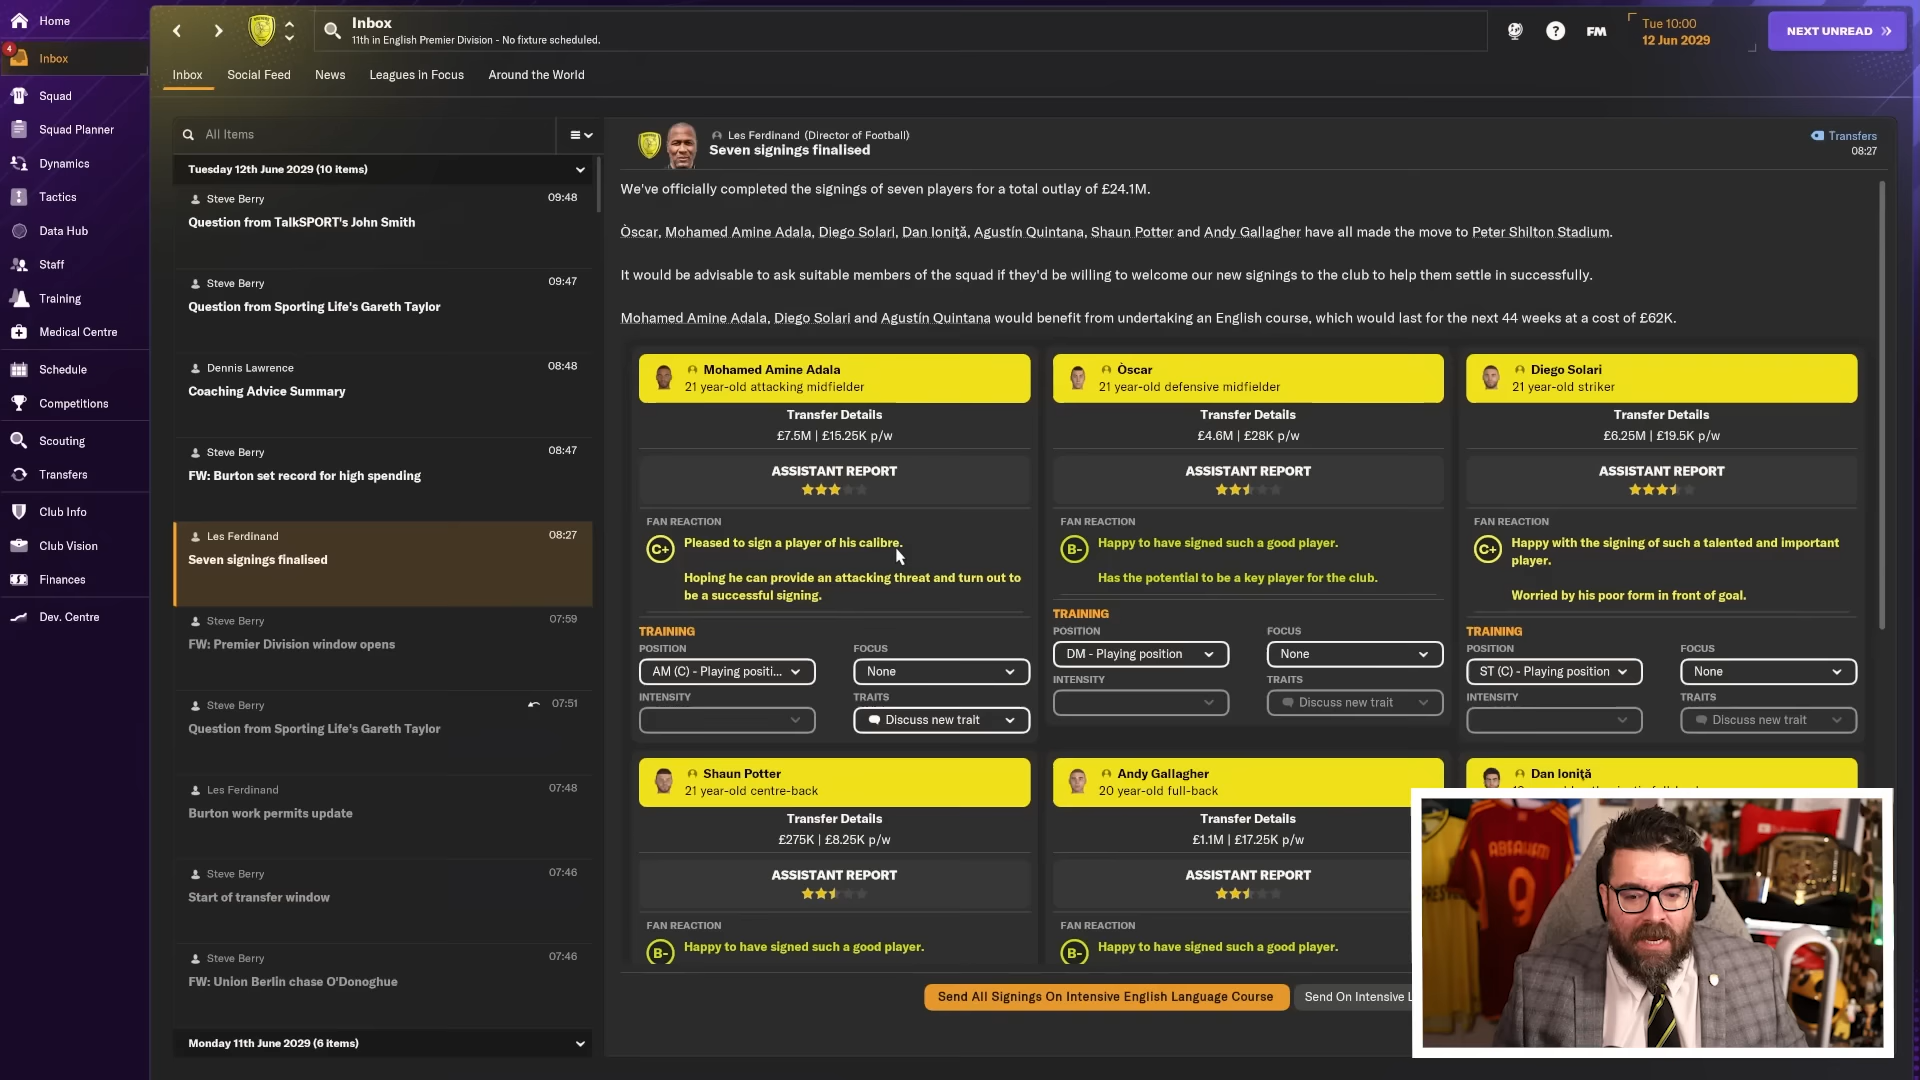 Home
4
Inbox
Squad
Squad Planner
Dynamics
Tactics
Data Hub
Staff
Training
Medical Centre
Schedule
Competitions
Scouting
Transfers
Club Info
Club Vision
Finances
Dev. Centre
Inbox
11th in English Premier Division - No fixture scheduled.
FM
Tue 10:00
12 Jun 2029
NEXT UNREAD
Inbox
Social Feed
News
Leagues in Focus
Around the World
All Items
Tuesday 12th June 2029 (10 items)
Steve Berry
09:48
Question from TalkSPORT's John Smith
Steve Berry
09:47
Question from Sporting Life's Gareth Taylor
Dennis Lawrence
08:48
Coaching Advice Summary
Steve Berry
08:47
FW: Burton set record for high spending
Les Ferdinand
08:27
Seven signings finalised
Steve Berry
07:59
FW: Premier Division window opens
Steve Berry
07:51
Question from Sporting Life's Gareth Taylor
Les Ferdinand
07:48
Burton work permits update
Steve Berry
07:46
Start of transfer window
Steve Berry
07:46
FW: Union Berlin chase O'Donoghue
Monday 11th June 2029 (6 items)
Les Ferdinand (Director of Football)
Seven signings finalised
Transfers
08:27
We've officially completed the signings of seven players for a total outlay of £24.1M.
Òscar, Mohamed Amine Adala, Diego Solari, Dan Ioniţă, Agustín Quintana, Shaun Potter and Andy Gallagher have all made the move to Peter Shilton Stadium.
It would be advisable to ask suitable members of the squad if they'd be willing to welcome our new signings to the club to help them settle in successfully.
Mohamed Amine Adala, Diego Solari and Agustín Quintana would benefit from undertaking an English course, which would last for the next 44 weeks at a cost of £62K.
Mohamed Amine Adala
21 year-old attacking midfielder
Transfer Details
£7.5M | £15.25K p/w
ASSISTANT REPORT
FAN REACTION
C+
Pleased to sign a player of his calibre.
Hoping he can provide an attacking threat and turn out to
be a successful signing.
TRAINING
POSITION
FOCUS
AM (C) - Playing positi...
None
INTENSITY
TRAITS
Discuss new trait
Òscar
21 year-old defensive midfielder
Transfer Details
£4.6M | £28K p/w
ASSISTANT REPORT
FAN REACTION
B-
Happy to have signed such a good player.
Has the potential to be a key player for the club.
TRAINING
POSITION
FOCUS
DM - Playing position
None
INTENSITY
TRAITS
Discuss new trait
Diego Solari
21 year-old striker
Transfer Details
£6.25M | £19.5K p/w
ASSISTANT REPORT
FAN REACTION
C+
Happy with the signing of such a talented and important
player.
Worried by his poor form in front of goal.
TRAINING
POSITION
FOCUS
ST (C) - Playing position
None
INTENSITY
TRAITS
Discuss new trait
Shaun Potter
21 year-old centre-back
Transfer Details
£275K | £8.25K p/w
ASSISTANT REPORT
FAN REACTION
B-
Happy to have signed such a good player.
Andy Gallagher
20 year-old full-back
Transfer Details
£1.1M | £17.25K p/w
ASSISTANT REPORT
FAN REACTION
B-
Happy to have signed such a good player.
Dan Ioniţă
Send All Signings On Intensive English Language Course
Send On Intensive L
ABRAHAM
9